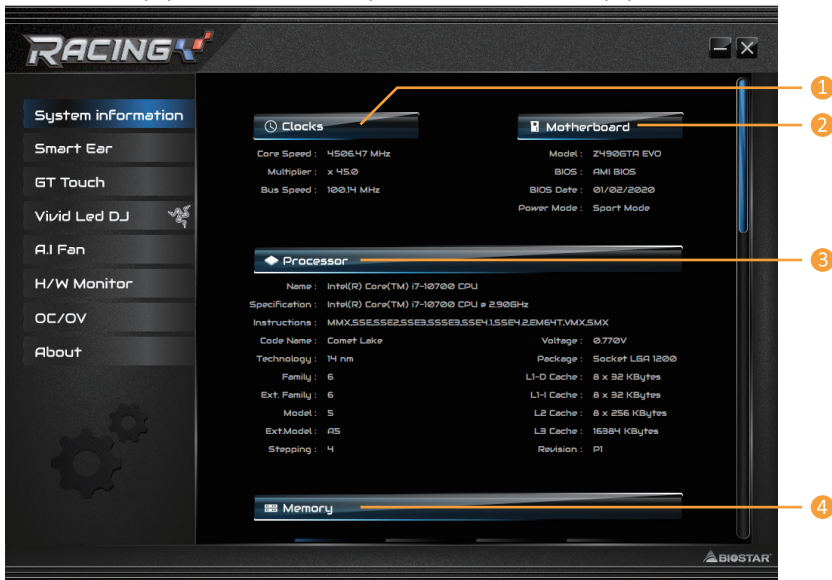 RACING
System information
Smart Ear
GT Touch
Vivid Led DJ
A.I Fan
H/W Monitor
OC/OV
About
Clocks
Core Speed : 4506.47 MHz
Multiplier : x 45.0
Bus Speed : 100.14 MHz
Motherboard
Model : Z490GTA EVO
BIOS : AMI BIOS
BIOS Date : 01/02/2020
Power Mode : Sport Mode
Processor
Name : Intel(R) Core(TM) i7-10700 CPU
Specification : Intel(R) Core(TM) i7-10700 CPU @ 2.90GHz
Instructions : MMX,SSE,SSE2,SSE3,SSSE3,SSE4.1,SSE4.2,EM64T,VMX,SMX
Code Name : Comet Lake
Technology : 14 nm
Family : 6
Ext. Family : 6
Model : 5
Ext.Model : A5
Stepping : 4
Voltage : 0.770V
Package : Socket LGA 1200
L1-D Cache : 8 x 32 KBytes
L1-I Cache : 8 x 32 KBytes
L2 Cache : 8 x 256 KBytes
L3 Cache : 16384 KBytes
Revision : P1
Memory
BIOSTAR
1
2
3
4